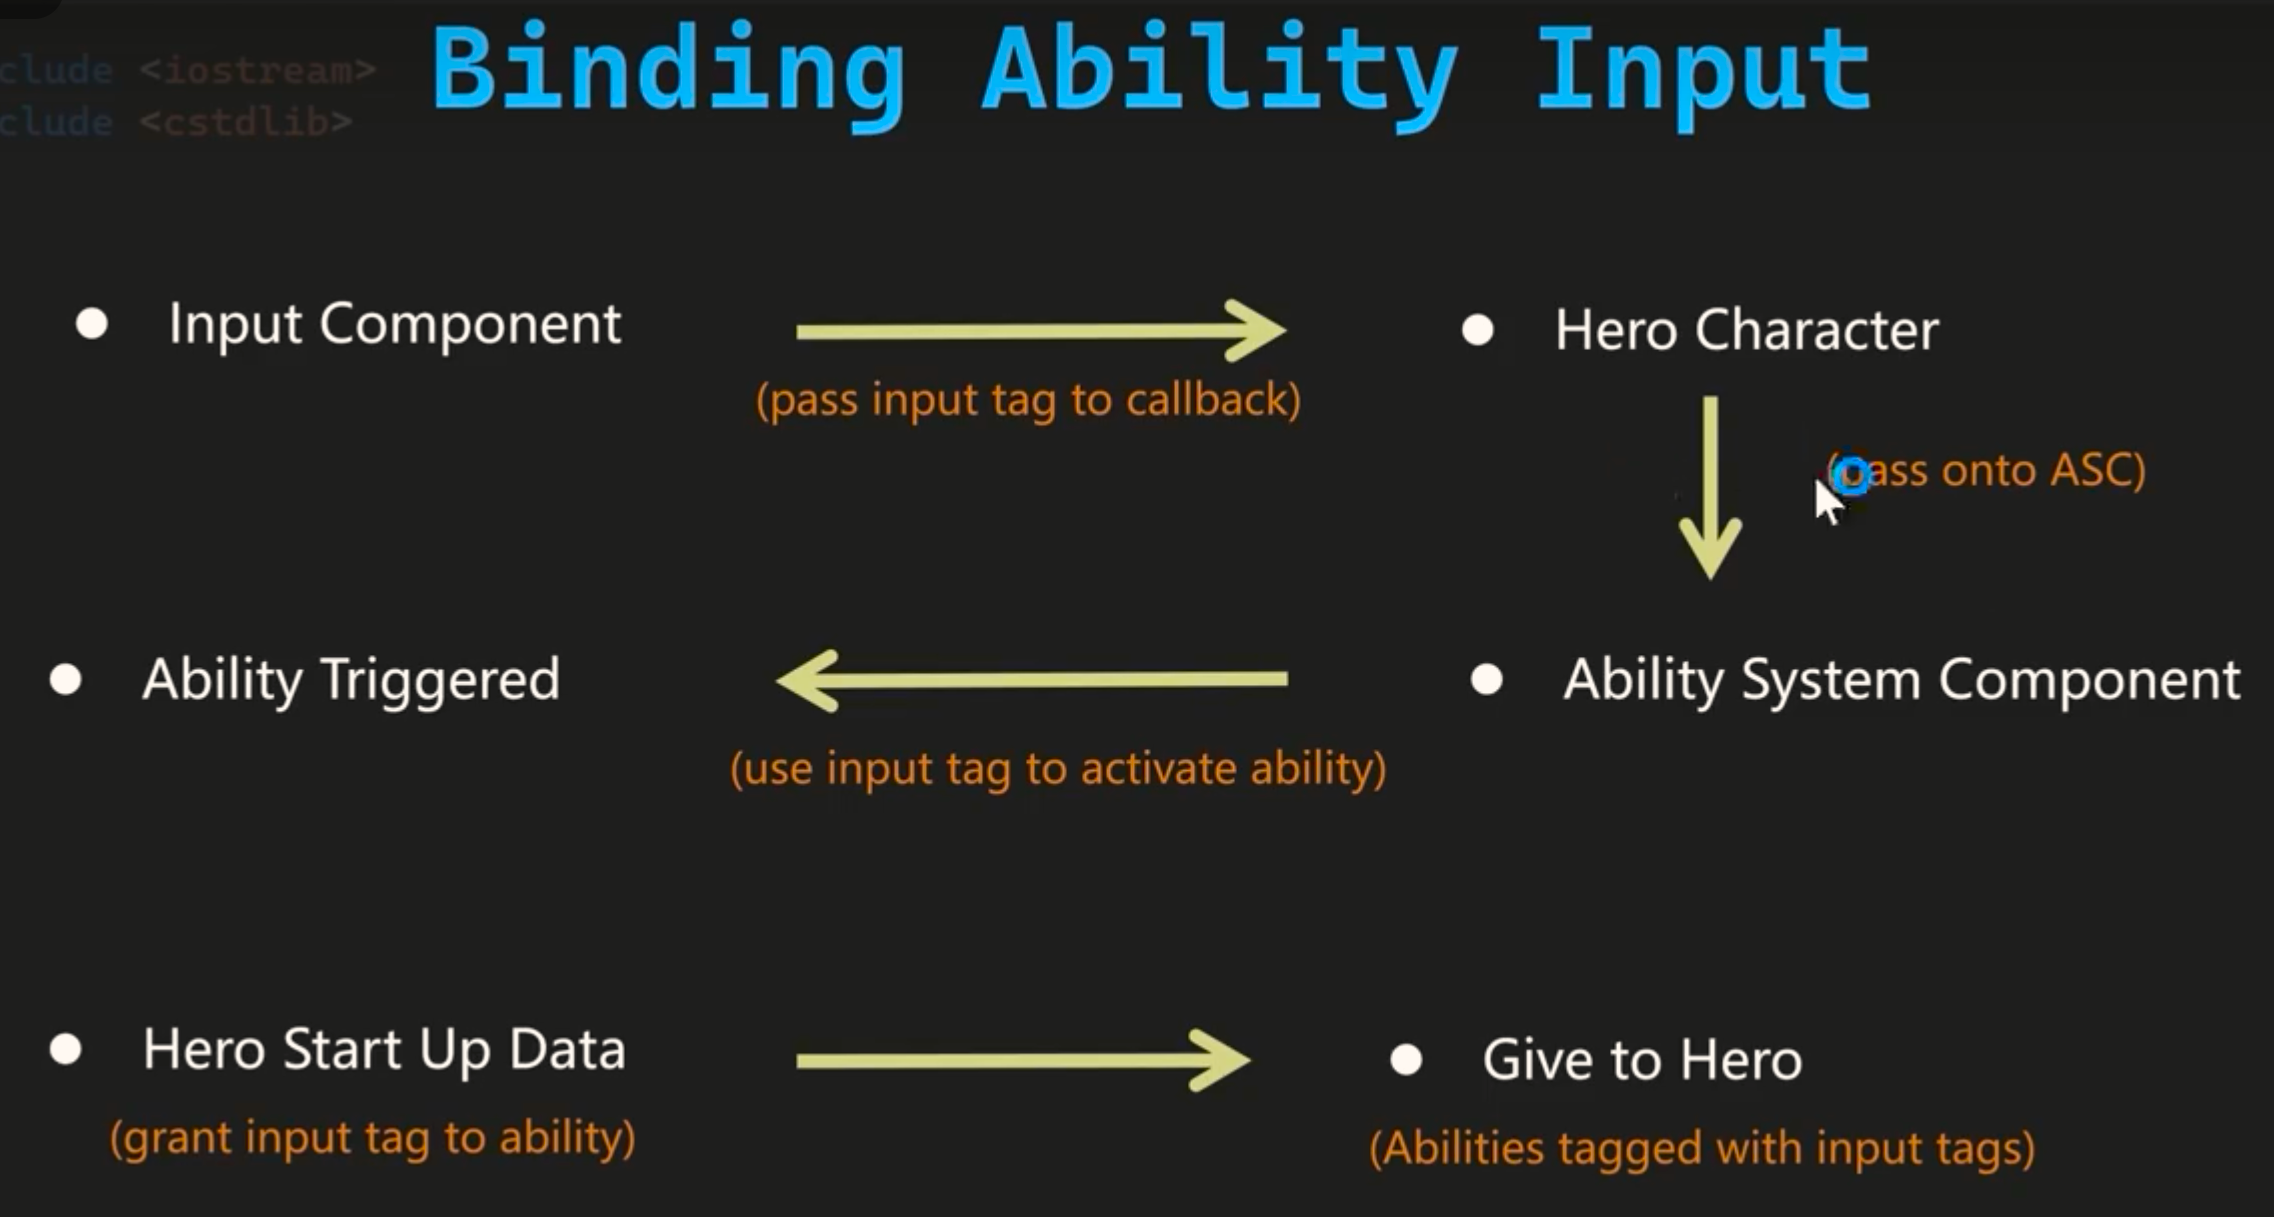 clude <iostream>
clude <cstdlib>
Binding Ability Input
Input Component
(pass input tag to callback)
Hero Character
(pass onto ASC)
Ability Triggered
(use input tag to activate ability)
Ability System Component
Hero Start Up Data
(grant input tag to ability)
Give to Hero
(Abilities tagged with input tags)